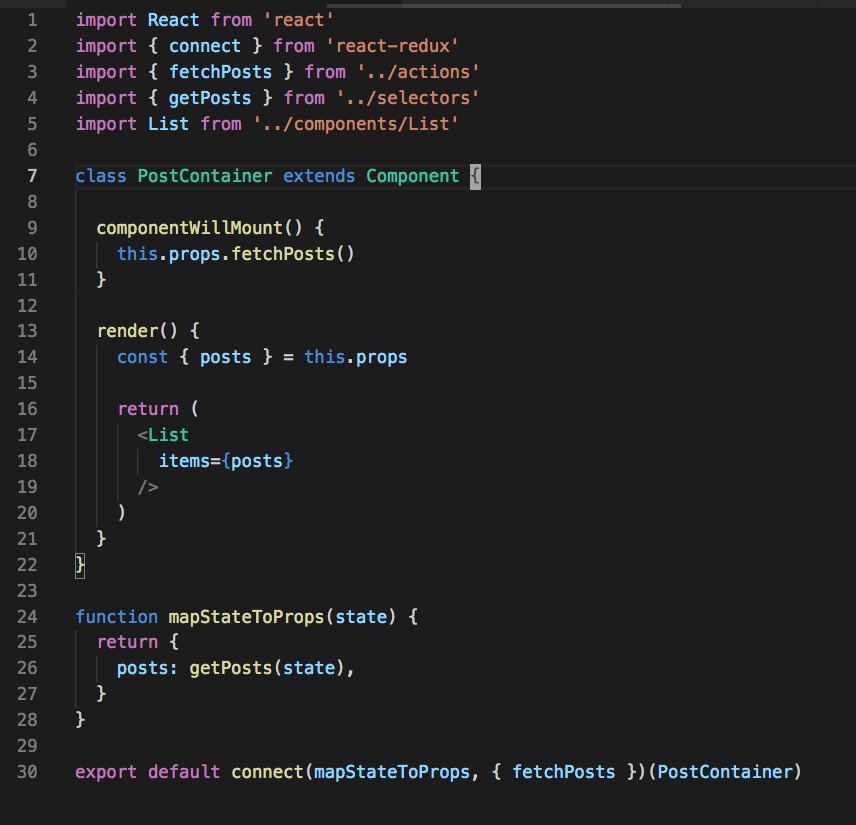 1 import React from 'react'
2 import { connect } from 'react-redux'
3 import { fetchPosts } from '../actions'
4 import { getPosts } from '../selectors'
5 import List from '../components/List'
6
7 class PostContainer extends Component {
8
9   componentWillMount() {
10     this.props.fetchPosts()
11   }
12
13   render() {
14     const { posts } = this.props
15
16     return (
17       <List
18         items={posts}
19       />
20     )
21   }
22 }
23
24 function mapStateToProps(state) {
25   return {
26     posts: getPosts(state),
27   }
28 }
29
30 export default connect(mapStateToProps, { fetchPosts })(PostContainer)